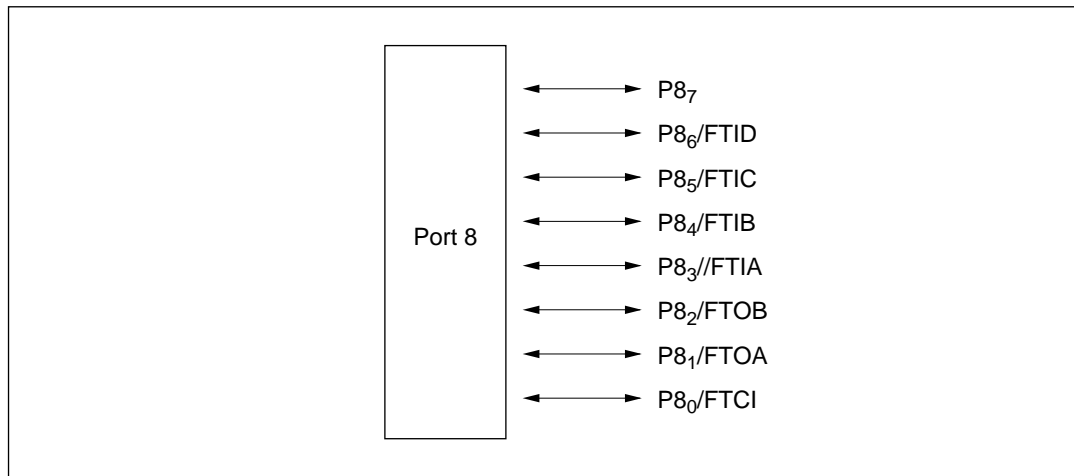 P8₇
P8₆/FTID
P8₅/FTIC
P8₄/FTIB
Port 8
P8₃//FTIA
P8₂/FTOB
P8₁/FTOA
P8₀/FTCI